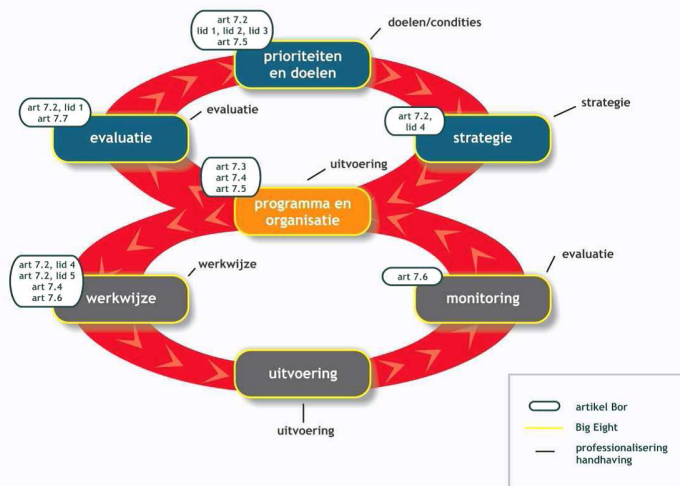 art 7.2
lid 1, lid 2, lid 3
art 7.5
doelen/condities
prioriteiten
en doelen
art 7.2, lid 1
art 7.7
evaluatie
evaluatie
art 7.2,
lid 4
strategie
strategie
art 7.3
art 7.4
art 7.5
uitvoering
programma en
organisatie
art 7.2, lid 4
art 7.2, lid 5
art 7.4
art 7.6
werkwijze
werkwijze
art 7.6
evaluatie
monitoring
uitvoering
uitvoering
artikel Bor
Big Eight
professionalisering
handhaving